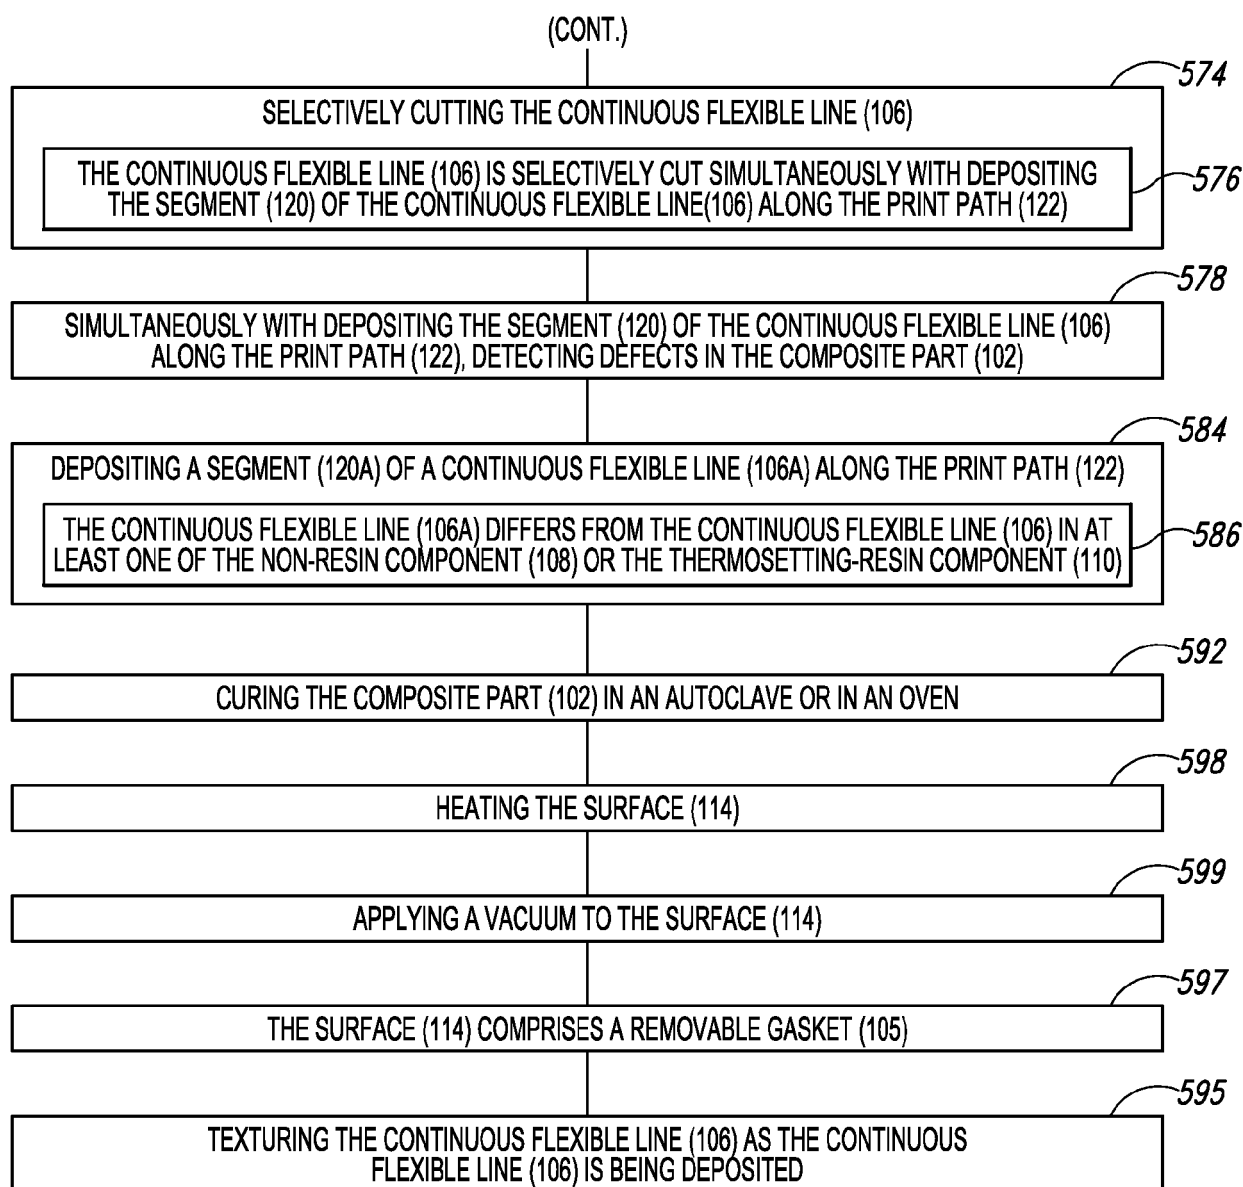 (CONT.)
574
SELECTIVELY CUTTING THE CONTINUOUS FLEXIBLE LINE (106)
THE CONTINUOUS FLEXIBLE LINE (106) IS SELECTIVELY CUT SIMULTANEOUSLY WITH DEPOSITING
THE SEGMENT (120) OF THE CONTINUOUS FLEXIBLE LINE(106) ALONG THE PRINT PATH (122)
576
578
SIMULTANEOUSLY WITH DEPOSITING THE SEGMENT (120) OF THE CONTINUOUS FLEXIBLE LINE (106)
ALONG THE PRINT PATH (122), DETECTING DEFECTS IN THE COMPOSITE PART (102)
584
DEPOSITING A SEGMENT (120A) OF A CONTINUOUS FLEXIBLE LINE (106A) ALONG THE PRINT PATH (122)
THE CONTINUOUS FLEXIBLE LINE (106A) DIFFERS FROM THE CONTINUOUS FLEXIBLE LINE (106) IN AT
LEAST ONE OF THE NON-RESIN COMPONENT (108) OR THE THERMOSETTING-RESIN COMPONENT (110)
586
592
CURING THE COMPOSITE PART (102) IN AN AUTOCLAVE OR IN AN OVEN
598
HEATING THE SURFACE (114)
599
APPLYING A VACUUM TO THE SURFACE (114)
597
THE SURFACE (114) COMPRISES A REMOVABLE GASKET (105)
595
TEXTURING THE CONTINUOUS FLEXIBLE LINE (106) AS THE CONTINUOUS
FLEXIBLE LINE (106) IS BEING DEPOSITED